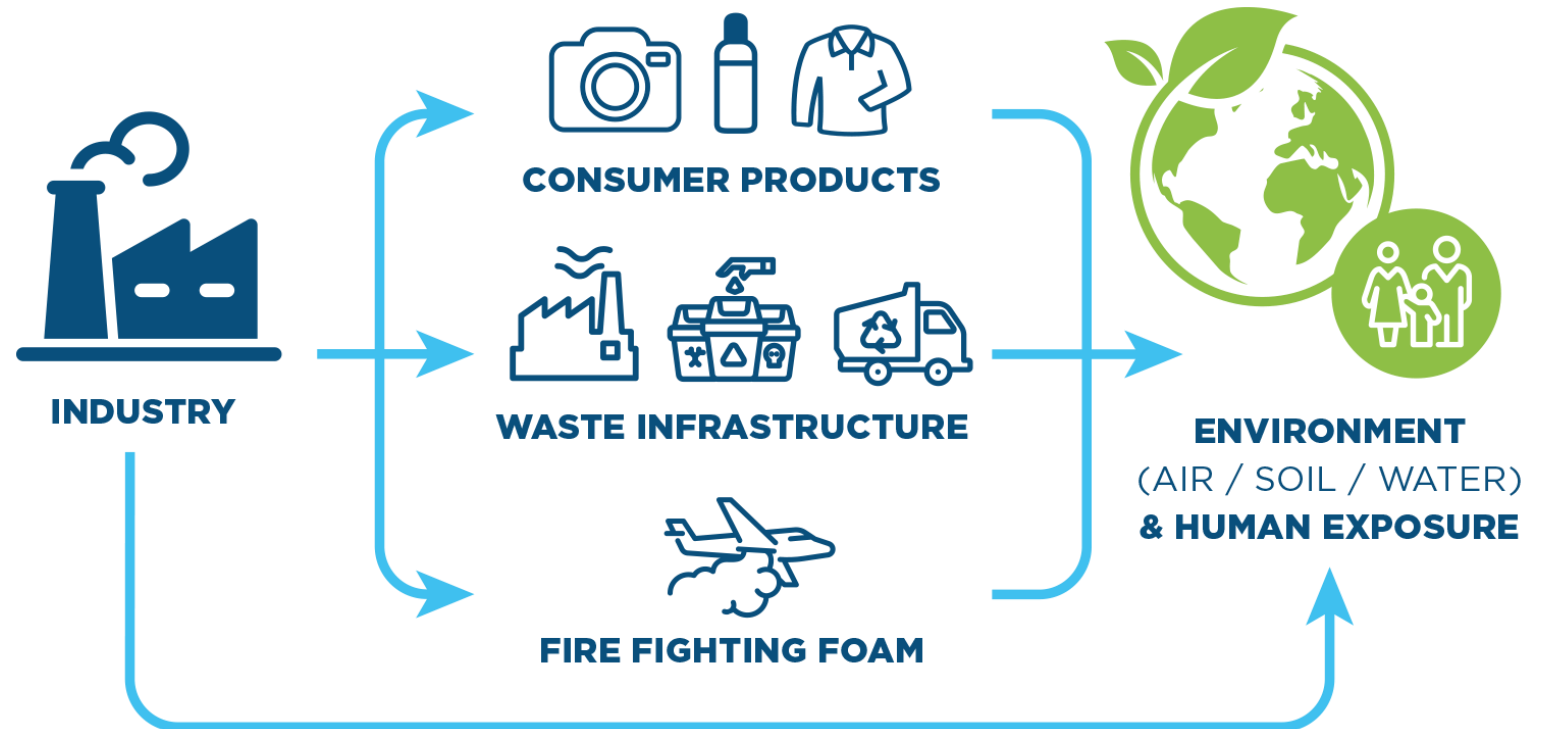 CONSUMER PRODUCTS
INDUSTRY
WASTE INFRASTRUCTURE
FIRE FIGHTING FOAM
ENVIRONMENT
(AIR / SOIL / WATER)
& HUMAN EXPOSURE